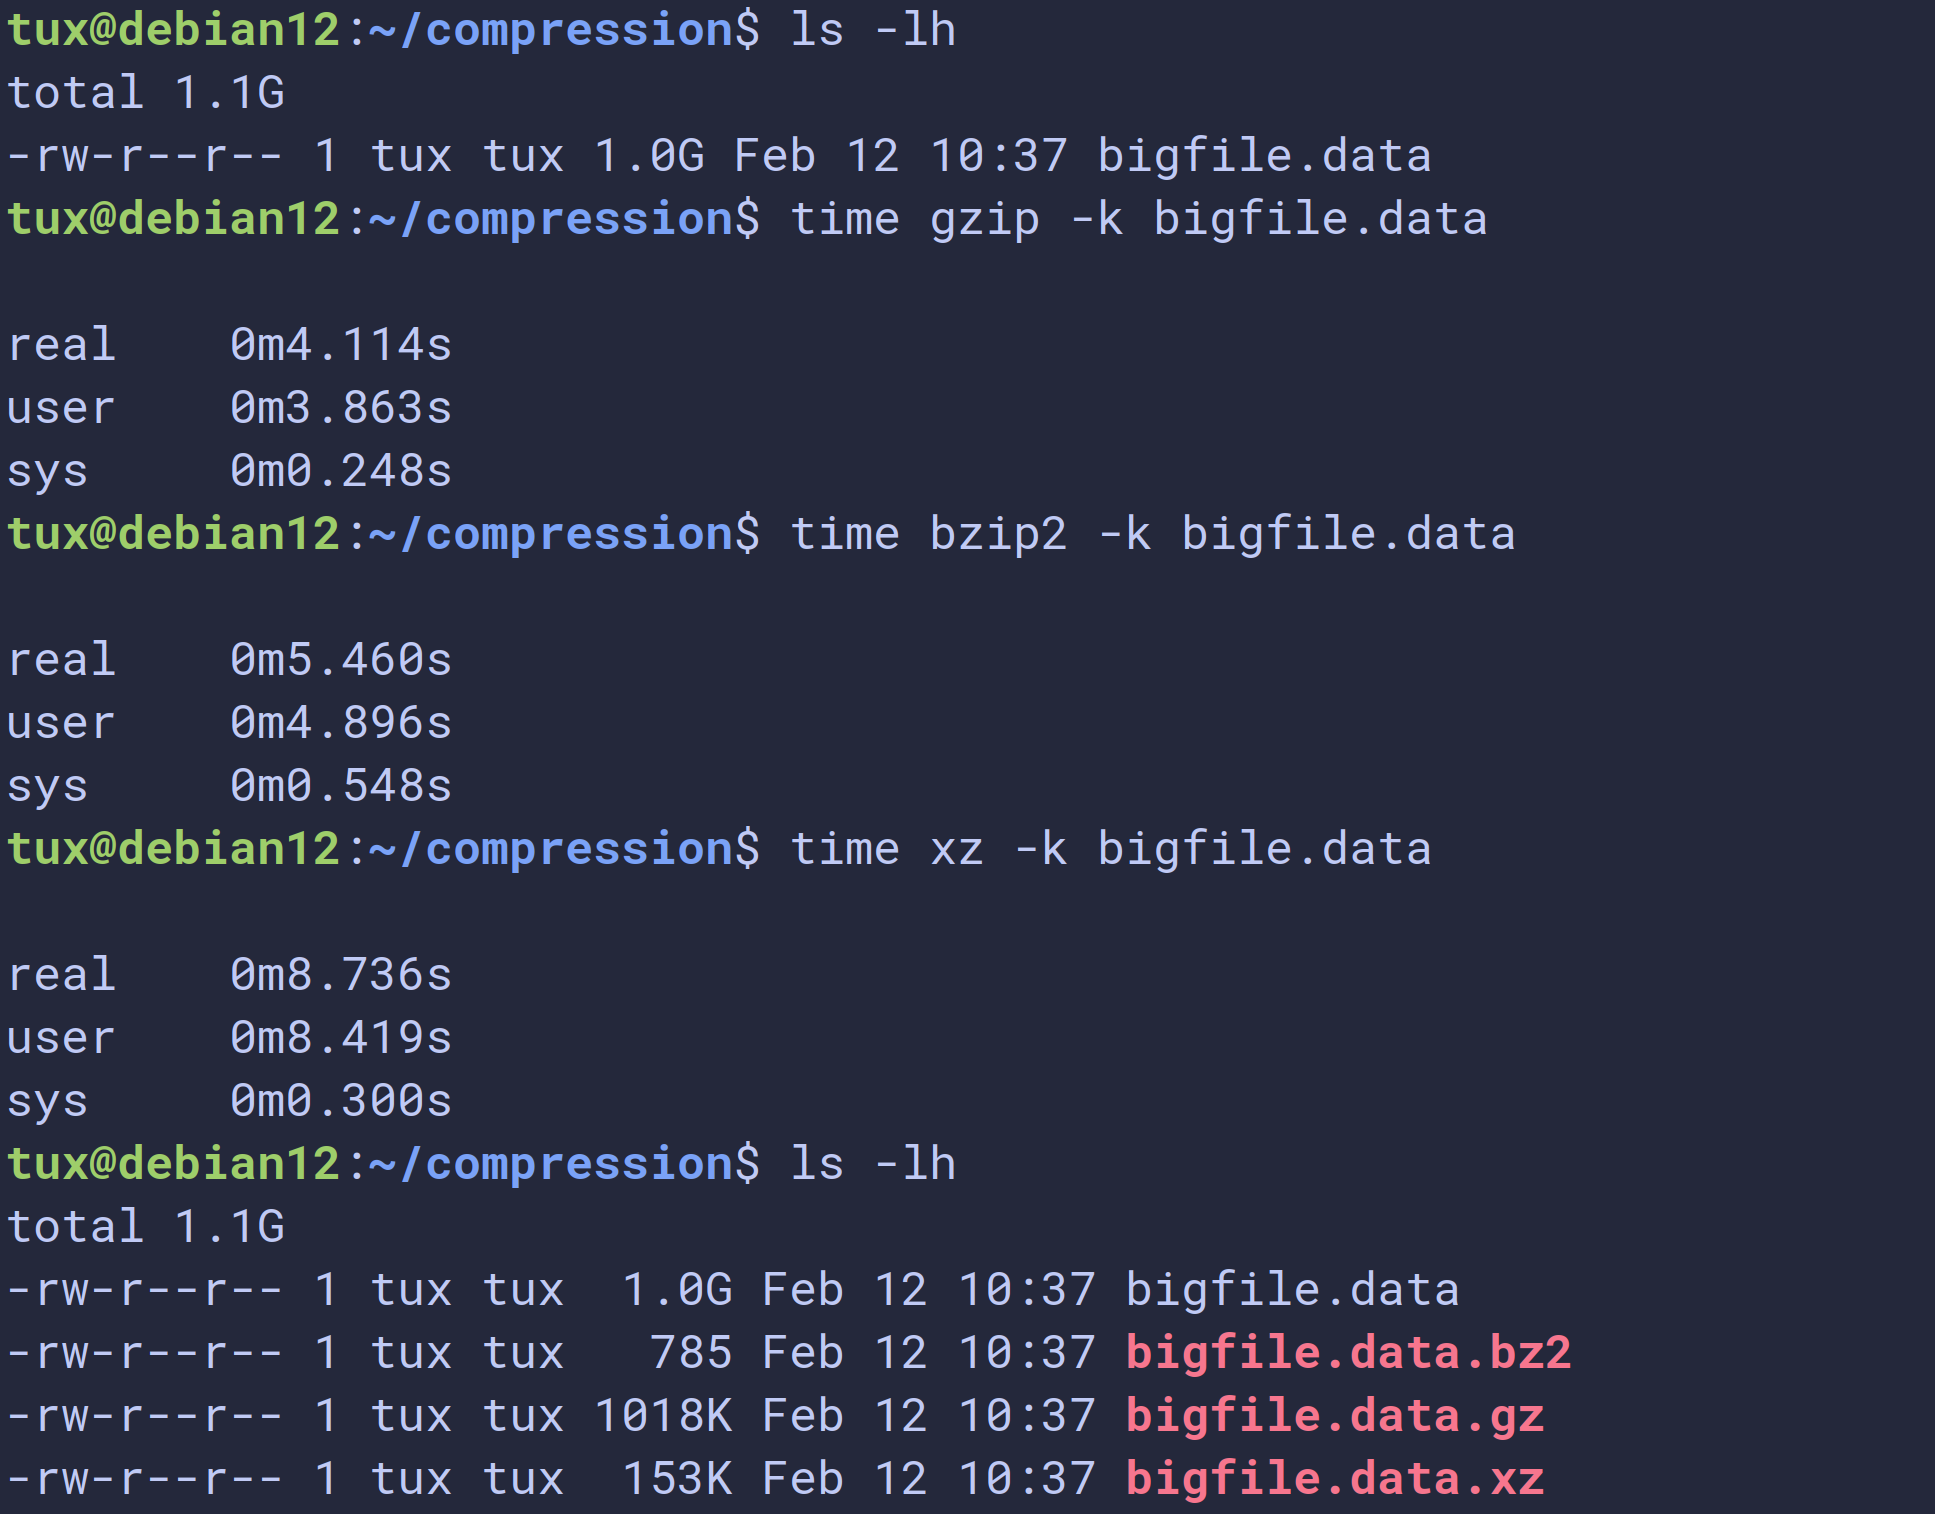 tux@debian12:~/compression$ ls -lh
total 1.1G
-rw-r--r-- 1 tux tux 1.0G Feb 12 10:37 bigfile.data
tux@debian12:~/compression$ time gzip -k bigfile.data

real    0m4.114s
user    0m3.863s
sys     0m0.248s
tux@debian12:~/compression$ time bzip2 -k bigfile.data

real    0m5.460s
user    0m4.896s
sys     0m0.548s
tux@debian12:~/compression$ time xz -k bigfile.data

real    0m8.736s
user    0m8.419s
sys     0m0.300s
tux@debian12:~/compression$ ls -lh
total 1.1G
-rw-r--r-- 1 tux tux  1.0G Feb 12 10:37 bigfile.data
-rw-r--r-- 1 tux tux   785 Feb 12 10:37 bigfile.data.bz2
-rw-r--r-- 1 tux tux 1018K Feb 12 10:37 bigfile.data.gz
-rw-r--r-- 1 tux tux  153K Feb 12 10:37 bigfile.data.xz